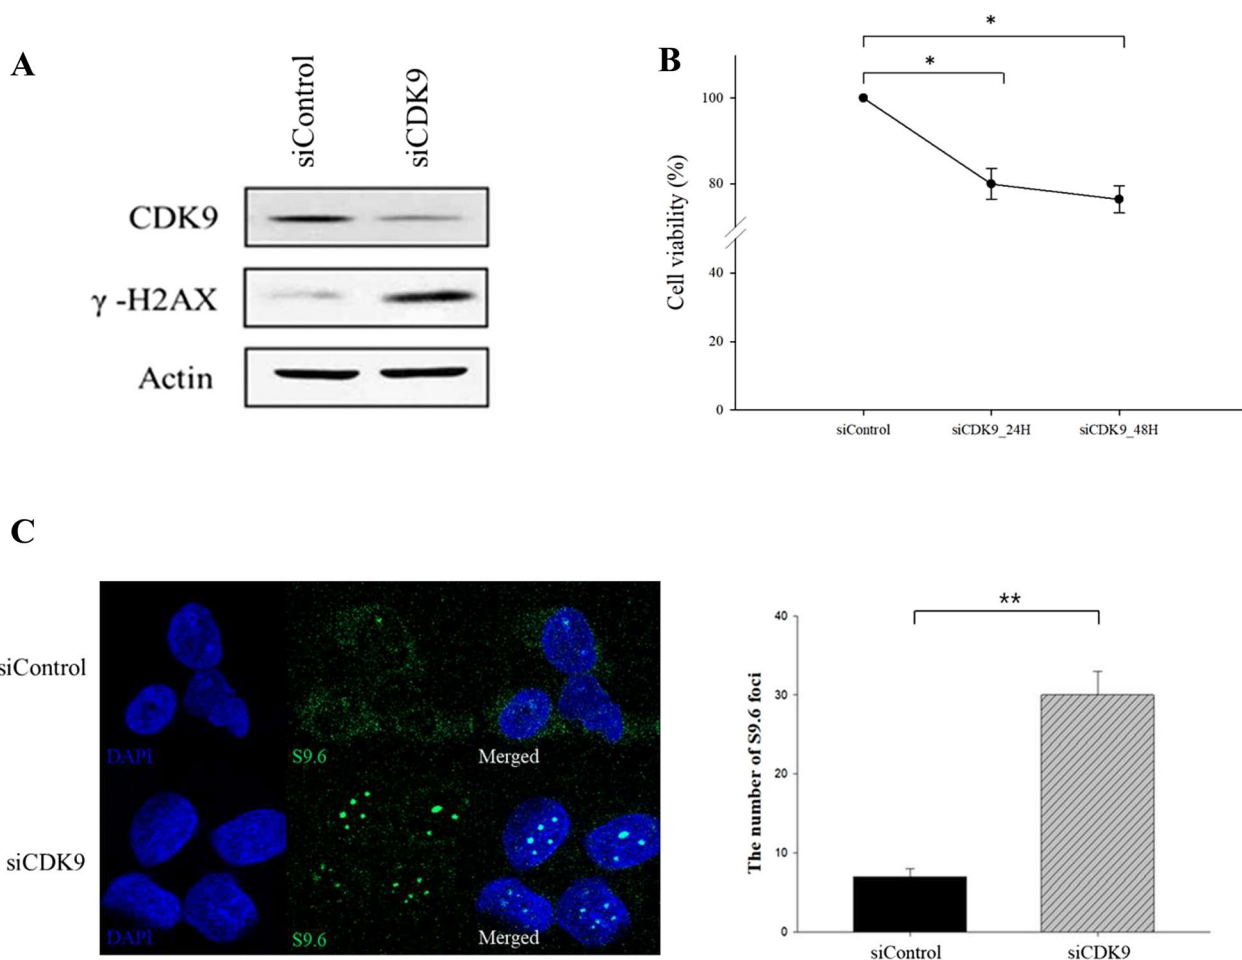 A
siControl
siCDK9
CDK9
γ -H2AX
Actin
B
*
*
Cell viability (%)
100
80
40
20
0
siControl
siCDK9_24H
siCDK9_48H
C
siControl
DAPI
S9.6
Merged
siCDK9
DAPI
S9.6
Merged
**
The number of S9.6 foci
40
30
20
10
0
siControl
siCDK9